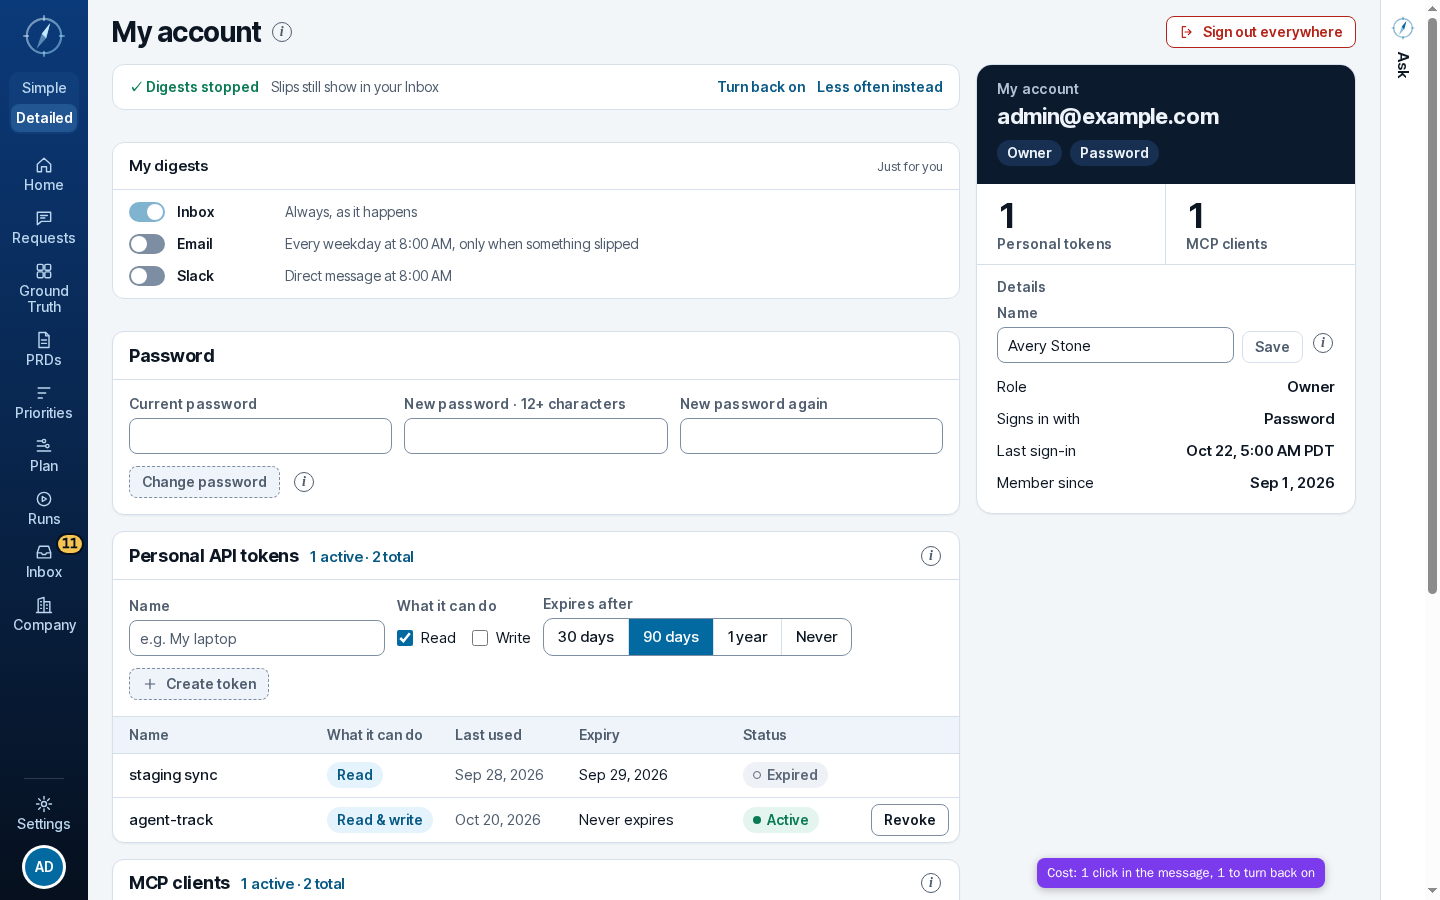 Simple
Detailed
Home
Requests
Ground
Truth
PRDs
Priorities
Plan
Runs
11
Inbox
Company
Settings
AD
My account
i
Sign out everywhere
✓ Digests stopped Slips still show in your Inbox Turn back on Less often instead
My digests Just for you
Inbox Always, as it happens
Email Every weekday at 8:00 AM, only when something slipped
Slack Direct message at 8:00 AM
Password
Current password New password · 12+ characters New password again
Change password i
Personal API tokens 1 active · 2 total i
Name What it can do Expires after
e.g. My laptop Read Write 30 days 90 days 1 year Never
Create token
Name What it can do Last used Expiry Status
staging sync Read Sep 28, 2026 Sep 29, 2026 Expired
agent-track Read & write Oct 20, 2026 Never expires Active Revoke
MCP clients 1 active · 2 total i
My account
admin@example.com
Owner Password
1 1
Personal tokens MCP clients
Details
Name
Avery Stone Save i
Role Owner
Signs in with Password
Last sign-in Oct 22, 5:00 AM PDT
Member since Sep 1, 2026
Cost: 1 click in the message, 1 to turn back on
Ask